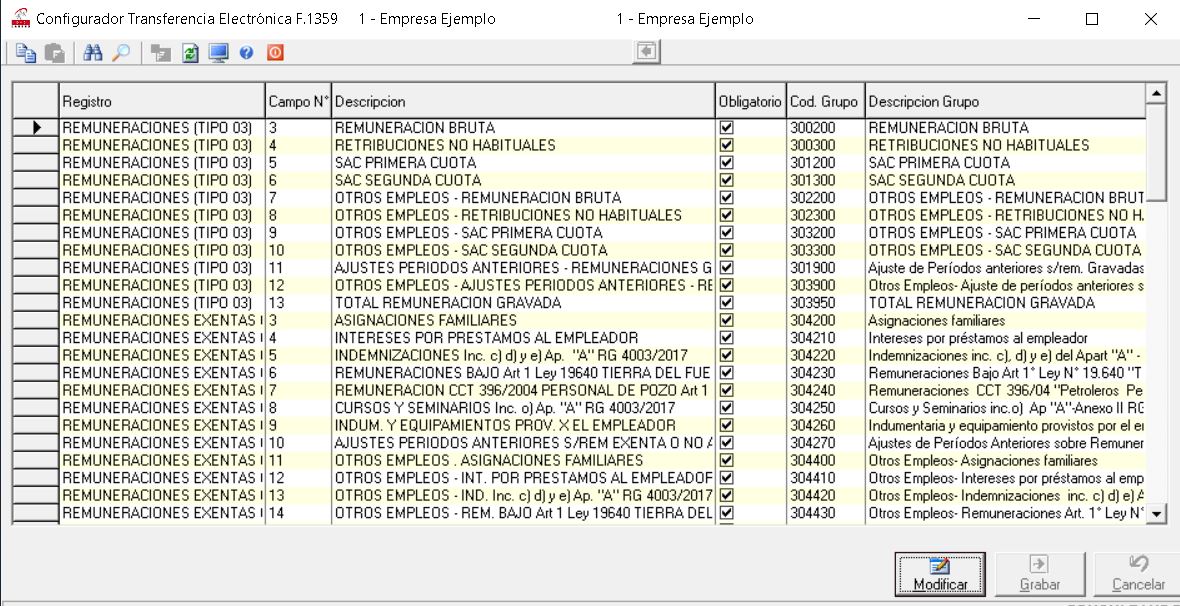 Configurador Transferencia Electrónica F.1359 1 - Empresa Ejemplo 1 - Empresa Ejemplo
Registro Campo N° Descripcion Obligatorio Cod. Grupo Descripcion Grupo
REMUNERACIONES (TIPO 03) 3 REMUNERACION BRUTA 300200 REMUNERACION BRUTA
REMUNERACIONES (TIPO 03) 4 RETRIBUCIONES NO HABITUALES 300300 RETRIBUCIONES NO HABITUALES
REMUNERACIONES (TIPO 03) 5 SAC PRIMERA CUOTA 301200 SAC PRIMERA CUOTA
REMUNERACIONES (TIPO 03) 6 SAC SEGUNDA CUOTA 301300 SAC SEGUNDA CUOTA
REMUNERACIONES (TIPO 03) 7 OTROS EMPLEOS - REMUNERACION BRUTA 302200 OTROS EMPLEOS - REMUNERACION BRUT
REMUNERACIONES (TIPO 03) 8 OTROS EMPLEOS - RETRIBUCIONES NO HABITUALES 302300 OTROS EMPLEOS - RETRIBUCIONES NO H
REMUNERACIONES (TIPO 03) 9 OTROS EMPLEOS - SAC PRIMERA CUOTA 303200 OTROS EMPLEOS - SAC PRIMERA CUOTA
REMUNERACIONES (TIPO 03) 10 OTROS EMPLEOS - SAC SEGUNDA CUOTA 303300 OTROS EMPLEOS - SAC SEGUNDA CUOTA
REMUNERACIONES (TIPO 03) 11 AJUSTES PERIODOS ANTERIORES - REMUNERACIONES G 301900 Ajuste de Períodos anteriores s/rem. Gravadas
REMUNERACIONES (TIPO 03) 12 OTROS EMPLEOS - AJUSTES PERIODOS ANTERIORES - RE 303900 Otros Empleos- Ajuste de períodos anteriores s
REMUNERACIONES (TIPO 03) 13 TOTAL REMUNERACION GRAVADA 303950 TOTAL REMUNERACION GRAVADA
REMUNERACIONES EXENTAS 3 ASIGNACIONES FAMILIARES 304200 Asignaciones familiares
REMUNERACIONES EXENTAS 4 INTERESES POR PRESTAMOS AL EMPLEADOR 304210 Intereses por préstamos al empleador
REMUNERACIONES EXENTAS 5 INDEMNIZACIONES Inc. c) d) y e) Ap. "A" RG 4003/2017 304220 Indemnizaciones inc. c), d) y e) del Apart "A" -
REMUNERACIONES EXENTAS 6 REMUNERACIONES BAJO Art 1 Ley 19640 TIERRA DEL FUE 304230 Remuneraciones Bajo Art 1° Ley N° 19.640 "T
REMUNERACIONES EXENTAS 7 REMUNERACION CCT 396/2004 PERSONAL DE POZO Art 1 304240 Remuneraciones CCT 396/04 "Petroleros Pe
REMUNERACIONES EXENTAS 8 CURSOS Y SEMINARIOS Inc. o) Ap. "A" RG 4003/2017 304250 Cursos y Seminarios inc.o) Ap "A"-Anexo II RG
REMUNERACIONES EXENTAS 9 INDUM. Y EQUIPAMIENTOS PROV. X EL EMPLEADOR 304260 Indumentaria y equipamiento provistos por el
REMUNERACIONES EXENTAS 10 AJUSTES PERIODOS ANTERIORES S/REM EXENTA O NO 304270 Ajustes de Períodos Anteriores sobre Remuner
REMUNERACIONES EXENTAS 11 OTROS EMPLEOS . ASIGNACIONES FAMILIARES 304400 Otros Empleos- Asignaciones familiares
REMUNERACIONES EXENTAS 12 OTROS EMPLEOS - INT. POR PRESTAMOS AL EMPLEADOR 304410 Otros Empleos- Intereses por préstamos al emp
REMUNERACIONES EXENTAS 13 OTROS EMPLEOS - IND. Inc. c) d) y e) Ap. "A" RG 4003/2017 304420 Otros Empleos- Indemnizaciones inc. c) d) e) A
REMUNERACIONES EXENTAS 14 OTROS EMPLEOS - REM. BAJO Art 1 Ley 19640 TIERRA DEL 304430 Otros Empleos- Remuneraciones Art. 1° Ley N°
Modificar Grabar Cancelar